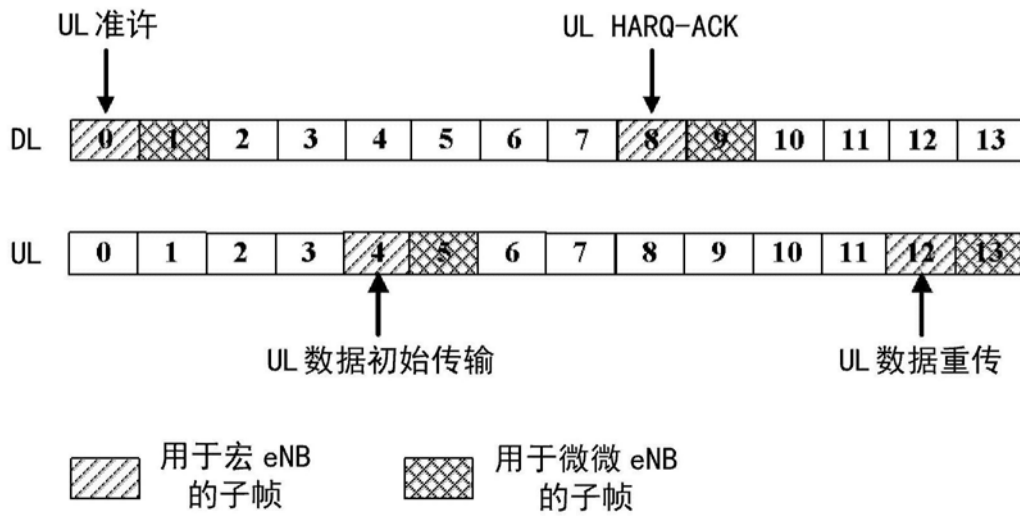 UL 准许
UL HARQ-ACK
DL 0 1 2 3 4 5 6 7 8 9 10 11 12 13
UL 0 1 2 3 4 5 6 7 8 9 10 11 12 13
UL 数据初始传输
UL 数据重传
用于宏 eNB
的子帧
用于微微 eNB
的子帧